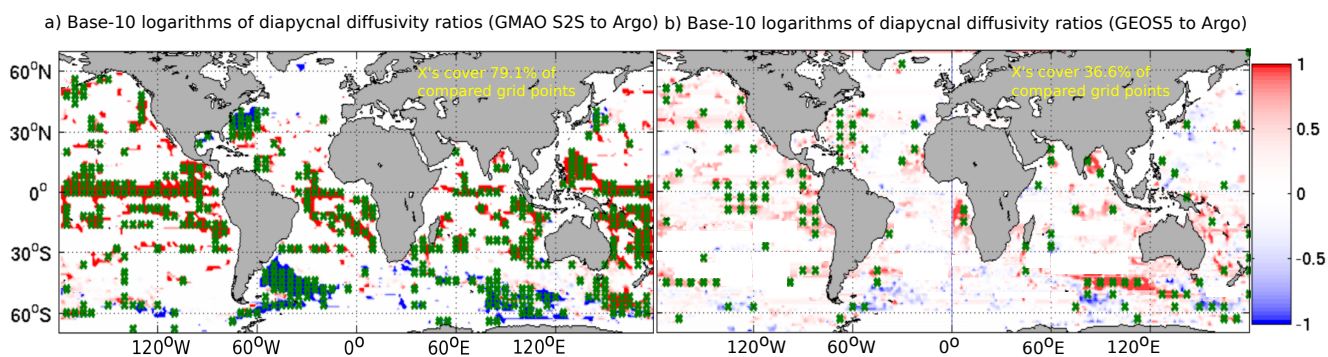 a) Base-10 logarithms of diapycnal diffusivity ratios (GMAO S2S to Argo)
b) Base-10 logarithms of diapycnal diffusivity ratios (GEOS5 to Argo)
X's cover 79.1% of
compared grid points
X's cover 36.6% of
compared grid points
60°N
30°N
0°
30°S
60°S
120°W
60°W
0°
60°E
120°E
120°W
60°W
0°
60°E
120°E
1
0.5
0
-0.5
-1